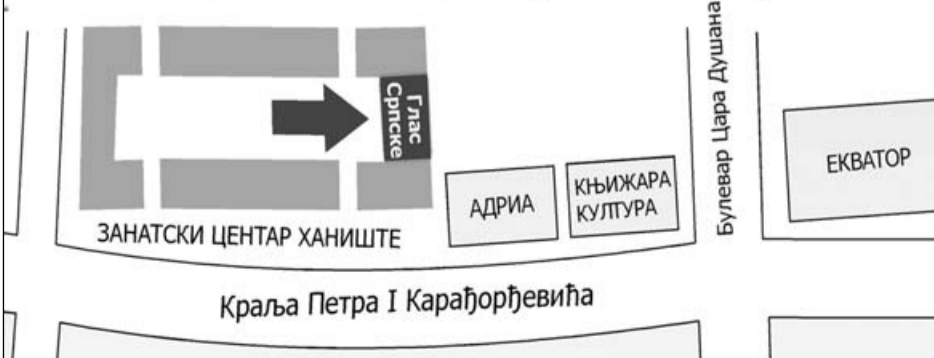 Глас
Српске
Булевар Цара Душана
ЕКВАТОР
АДРИА
КЊИЖАРА
КУЛТУРА
ЗАНАТСКИ ЦЕНТАР ХАНИШТЕ
Краља Петра I Карађорђевића